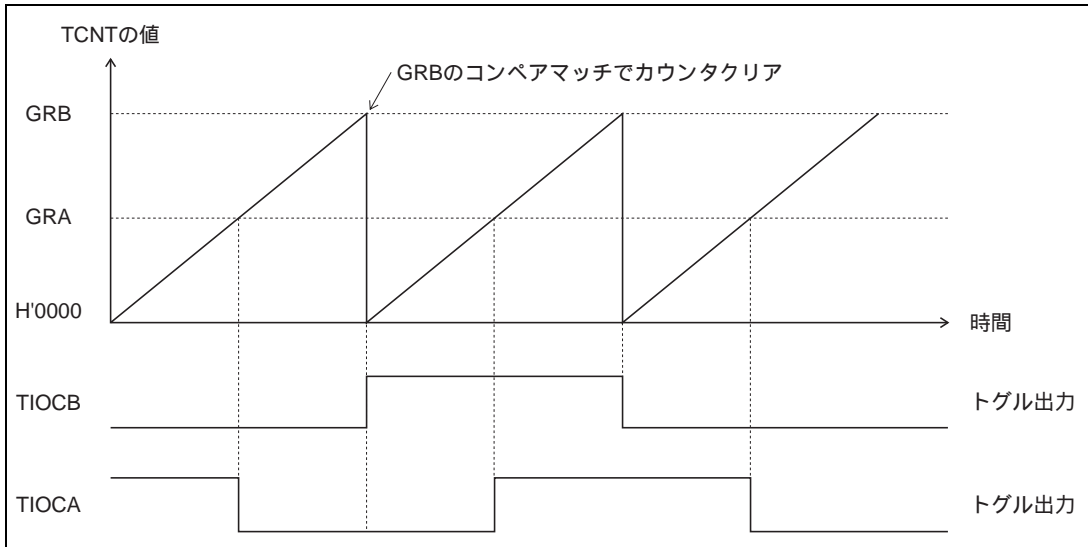 TCNTの値
GRBのコンペアマッチでカウンタクリア
GRB
GRA
H'0000
時間
TIOCB
トグル出力
TIOCA
トグル出力